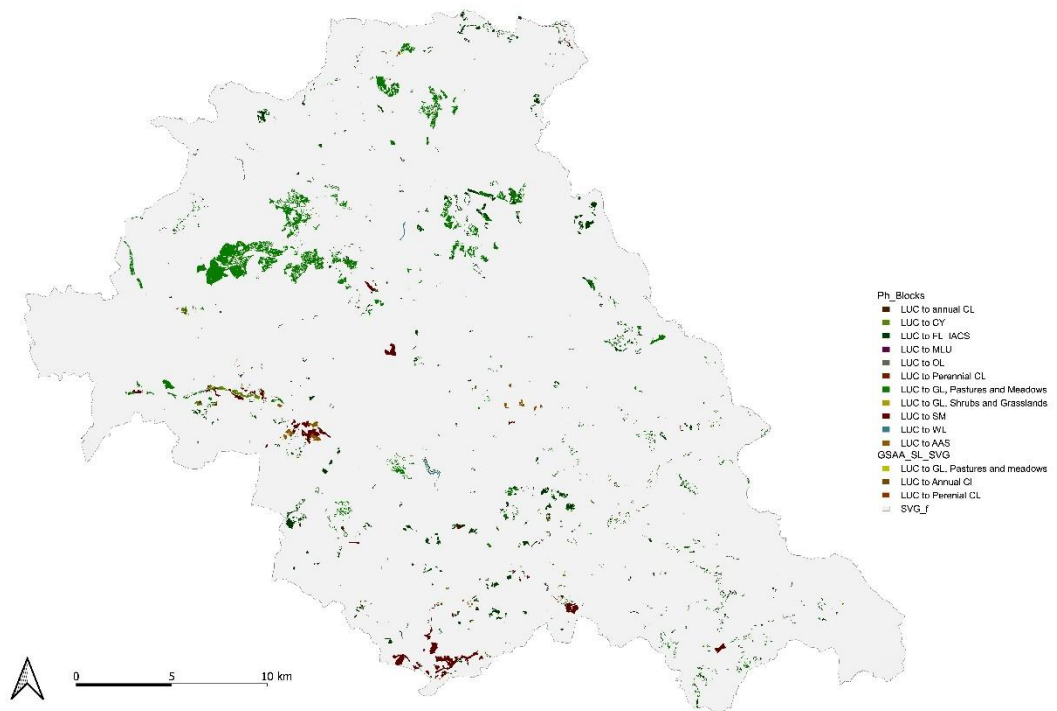 Ph_Blocks
LUC to annual CL
LUC to CY
LUC to FL_IACS
LUC to MLU
LUC to OL
LUC to Perennial CL
LUC to GL, Pastures and Meadows
LUC to GL, Shrubs and Grasslands
LUC to SM
LUC to WL
LUC to AAS
GSAA_SL_SVG
LUC to GL, Pastures and meadows
LUC to Annual Cl
LUC to Perenial CL
SVG_f
0 5 10 km